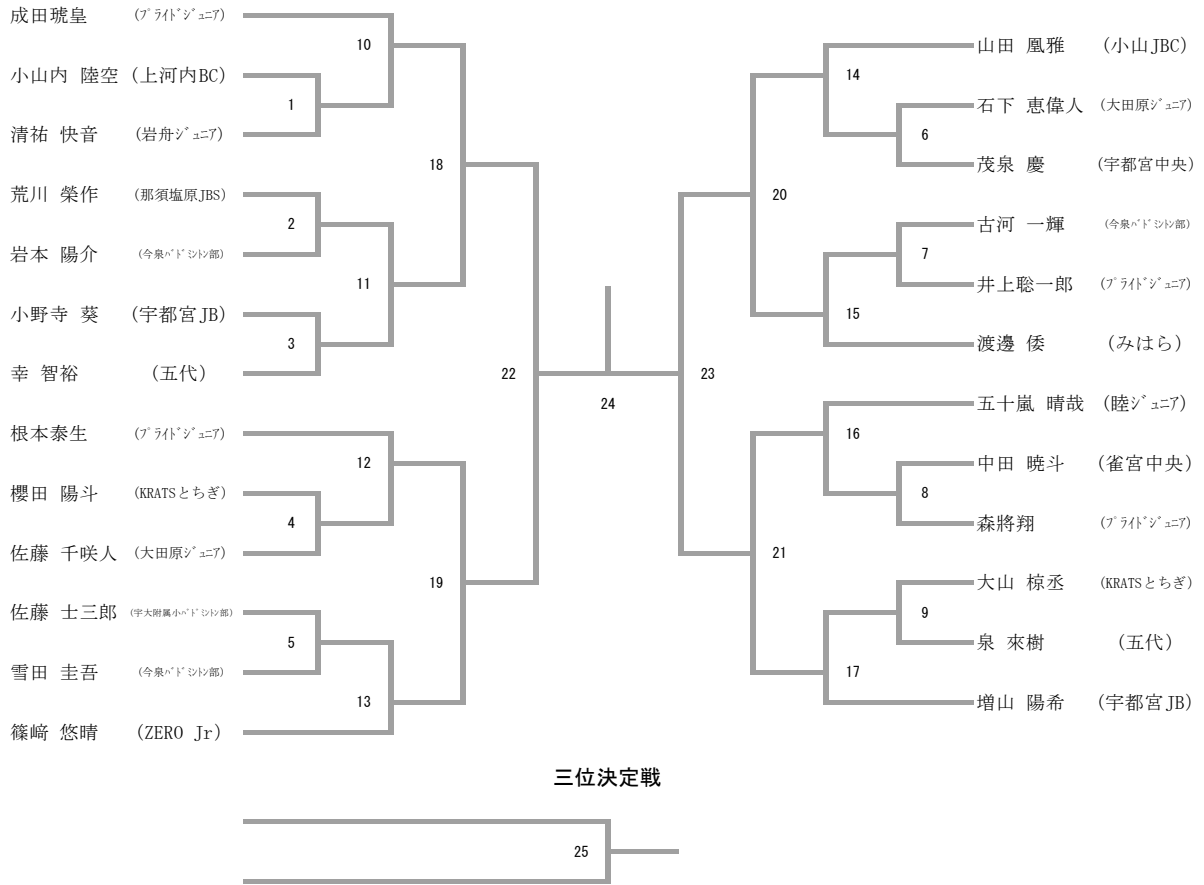 成田琥皇 (プライドジュニア)
10
小山内 陸空 (上河内BC)
1
清祐 快音 (岩舟ジュニア)
18
荒川 榮作 (那須塩原JBS)
2
岩本 陽介 (今泉バドミントン部)
11
小野寺 葵 (宇都宮JB)
3
幸 智裕 (五代)
22
根本泰生 (プライドジュニア)
12
櫻田 陽斗 (KRATSとちぎ)
4
佐藤 千咲人 (大田原ジュニア)
19
佐藤 士三郎 (宇大附属小バドミントン部)
5
雪田 圭吾 (今泉バドミントン部)
13
篠﨑 悠晴 (ZERO Jr)
24
山田 凰雅 (小山JBC)
14
石下 恵偉人 (大田原ジュニア)
6
茂泉 慶 (宇都宮中央)
20
古河 一輝 (今泉バドミントン部)
7
井上聡一郎 (プライドジュニア)
15
渡邊 倭 (みはら)
23
五十嵐 晴哉 (睦ジュニア)
16
中田 暁斗 (雀宮中央)
8
森將翔 (プライドジュニア)
21
大山 椋丞 (KRATSとちぎ)
9
泉 來樹 (五代)
17
増山 陽希 (宇都宮JB)
三位決定戦
25